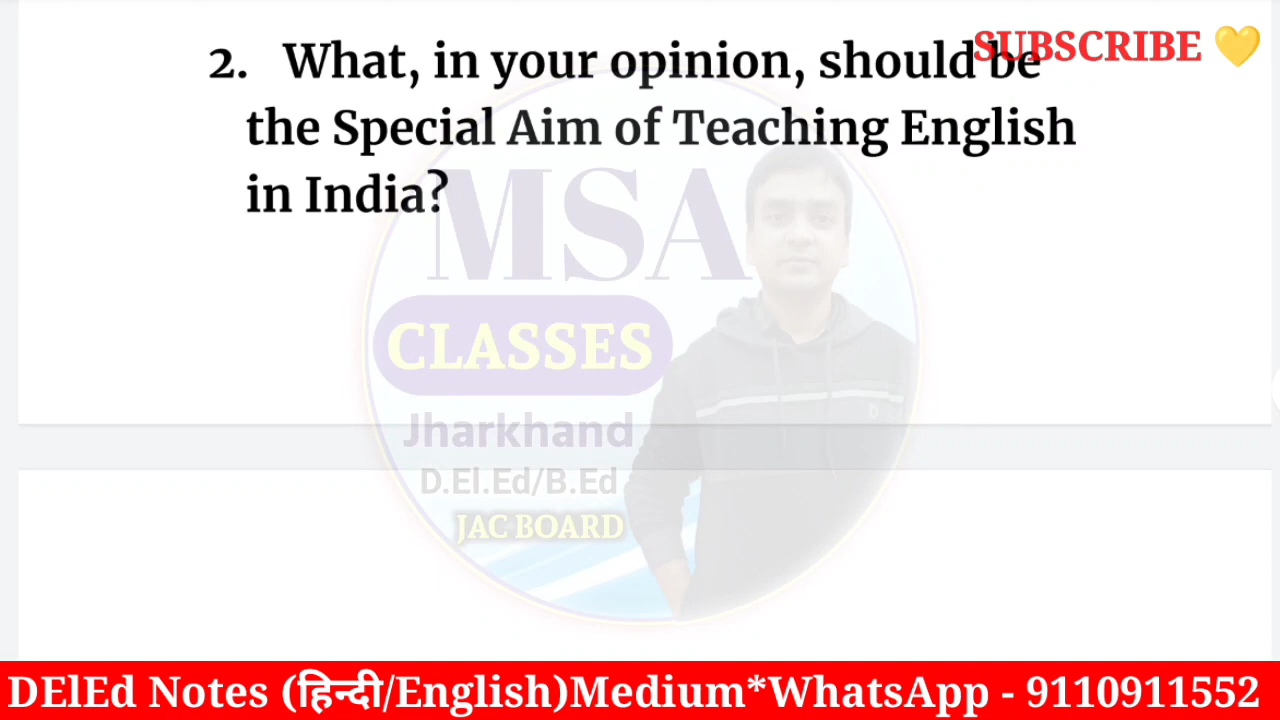 2. What, in your opinion, should be
SUBSCRIBE 💛
the Special Aim of Teaching English
in India?
MSA
CLASSES
Jharkhand
D.El.Ed/B.Ed
JAC BOARD
DElEd Notes (हिन्दी/English)Medium*WhatsApp - 9110911552